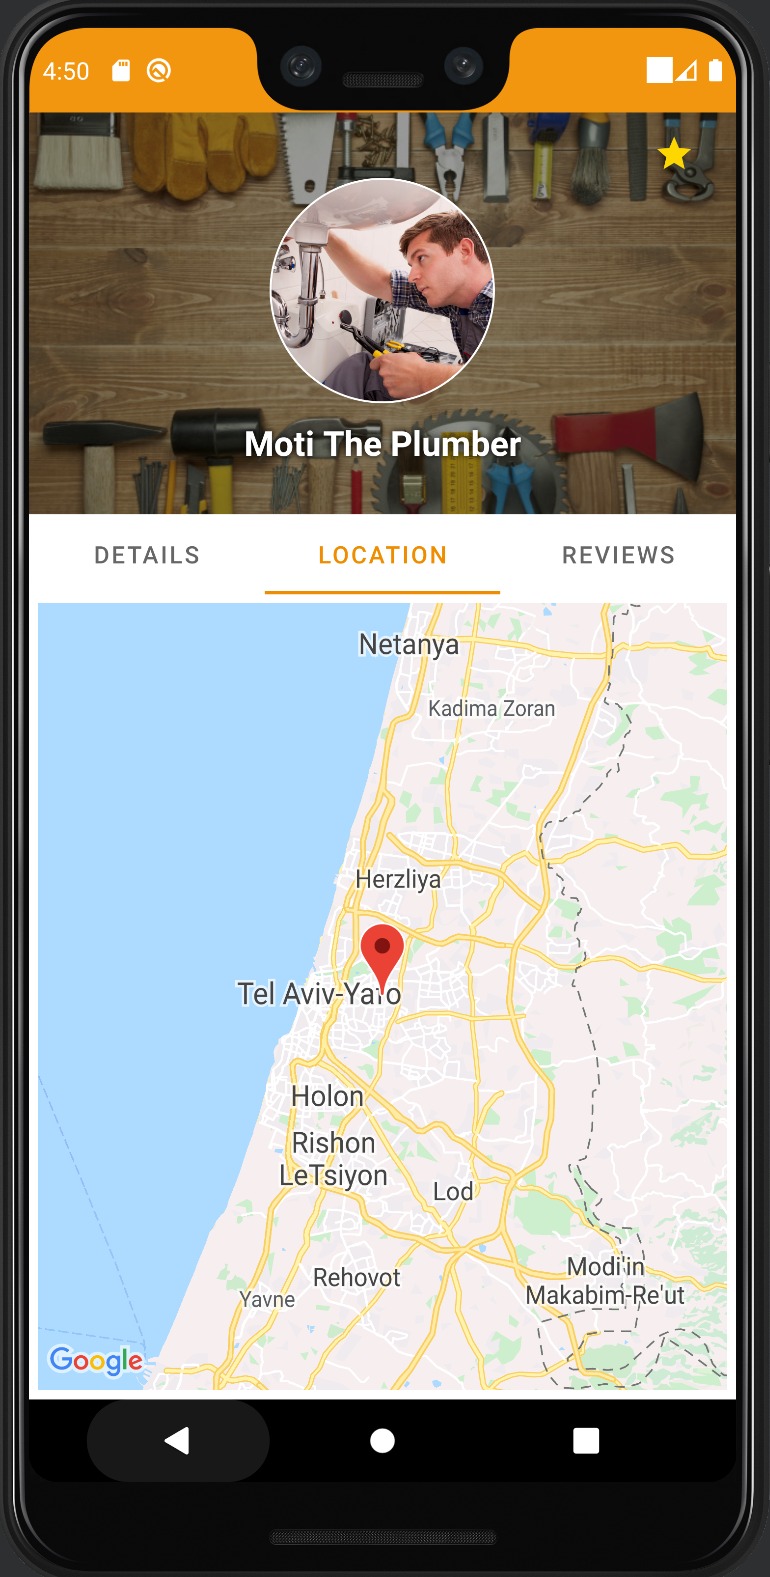 4:50
Moti The Plumber
DETAILS LOCATION REVIEWS
Netanya
Kadima Zoran
Herzliya
Tel Aviv-Yafo
Holon
Rishon
LeTsiyon
Lod
Rehovot
Modi'in
Makabim-Re'ut
Yavne
Google